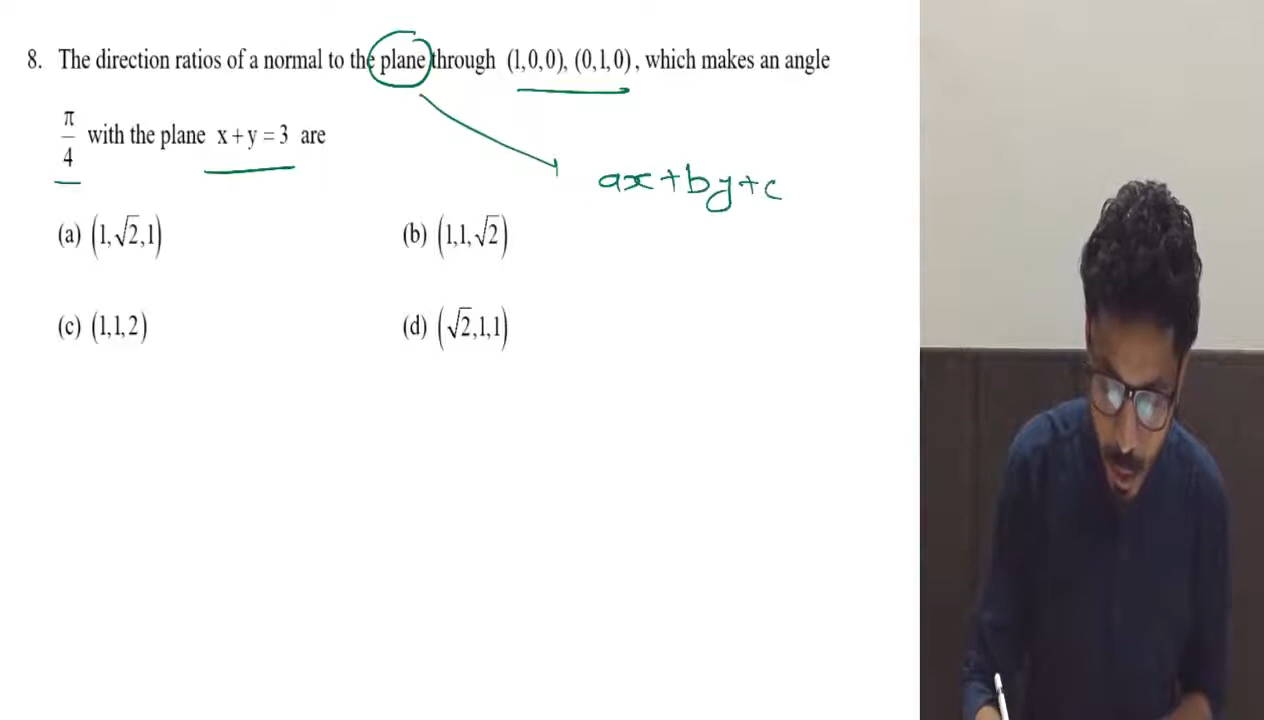 8. The direction ratios of a normal to the plane through (1,0,0), (0,1,0), which makes an angle
π/4 with the plane x + y = 3 are
ax+by+c
(a) (1,√2,1) (b) (1,1,√2)
(c) (1,1,2) (d) (√2,1,1)